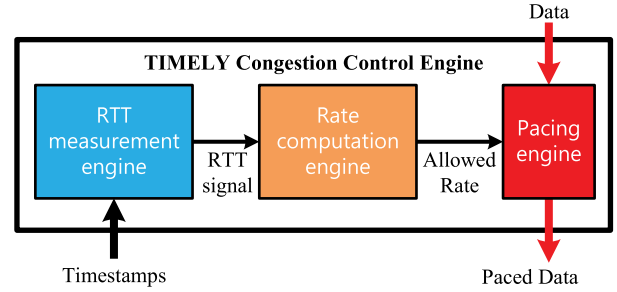 Data
TIMELY Congestion Control Engine
RTT
measurement
engine
RTT
signal
Rate
computation
engine
Allowed
Rate
Pacing
engine
Timestamps
Paced Data